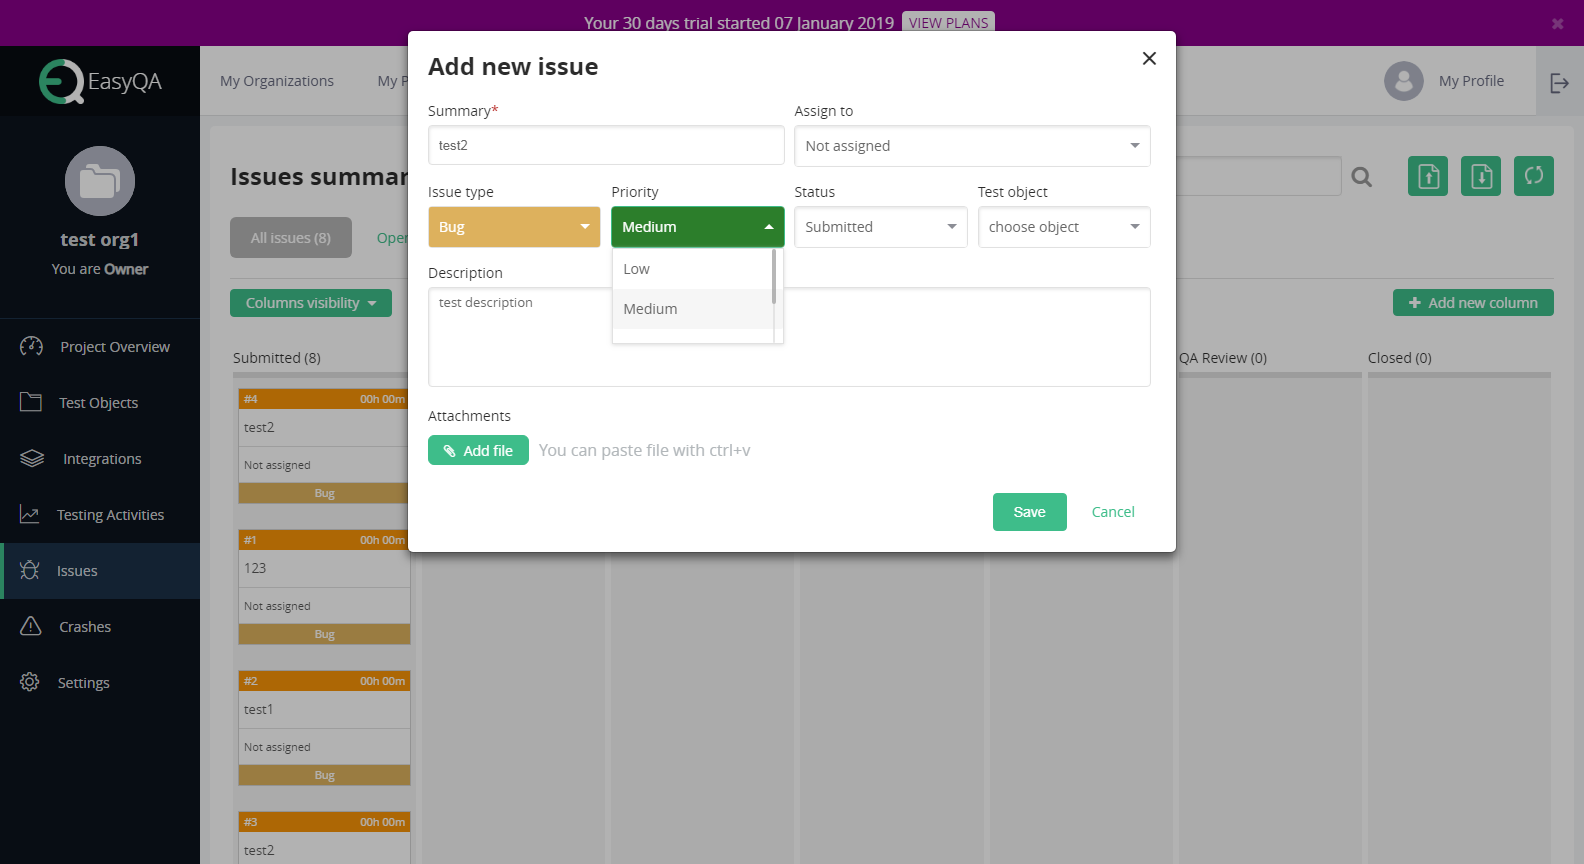 Your 30 days trial started 07 January 2019 VIEW PLANS
EasyQA
My Organizations
My P
My Profile
test org1
You are Owner
Project Overview
Test Objects
Integrations
Testing Activities
Issues
Crashes
Settings
Add new issue
Summary*
Assign to
test2
Not assigned
Issue type
Priority
Status
Test object
Bug
Medium
Submitted
choose object
Low
Medium
Description
test description
Attachments
Add file
You can paste file with ctrl+v
Save
Cancel
Issues summar
All issues (8)
Open
Columns visibility
Add new column
Submitted (8)
QA Review (0)
Closed (0)
#4 00h 00m
test2
Not assigned
Bug
#1 00h 00m
123
Not assigned
Bug
#2 00h 00m
test1
Not assigned
Bug
#3 00h 00m
test2